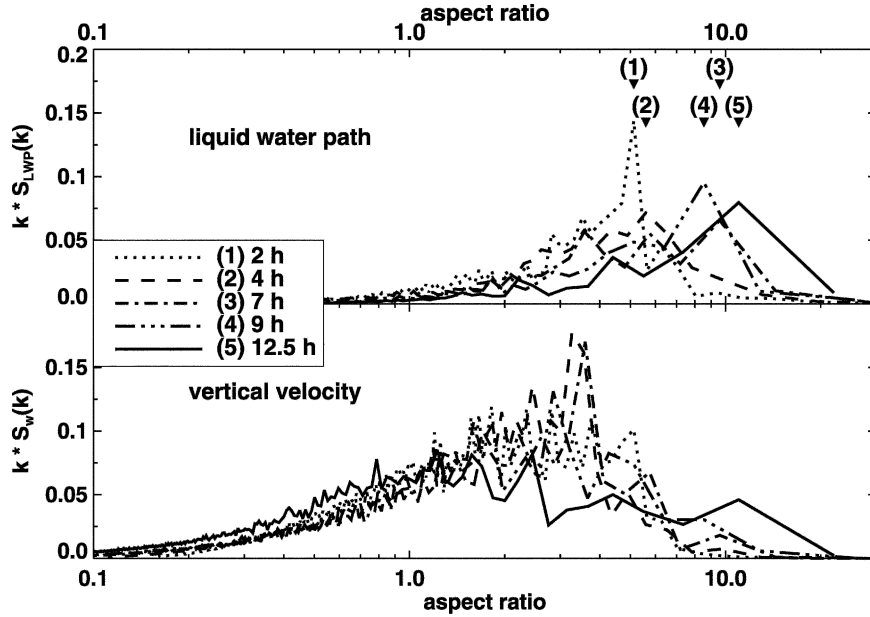 aspect ratio
0.1 1.0 10.0
0.2
0.15
0.1
0.05
0.0
k * S_LWP(k)
liquid water path
(1) (3)
(2) (4) (5)
(1) 2 h
(2) 4 h
(3) 7 h
(4) 9 h
(5) 12.5 h
vertical velocity
0.15
0.1
0.05
0.0
k * S_w(k)
0.1 1.0 10.0
aspect ratio